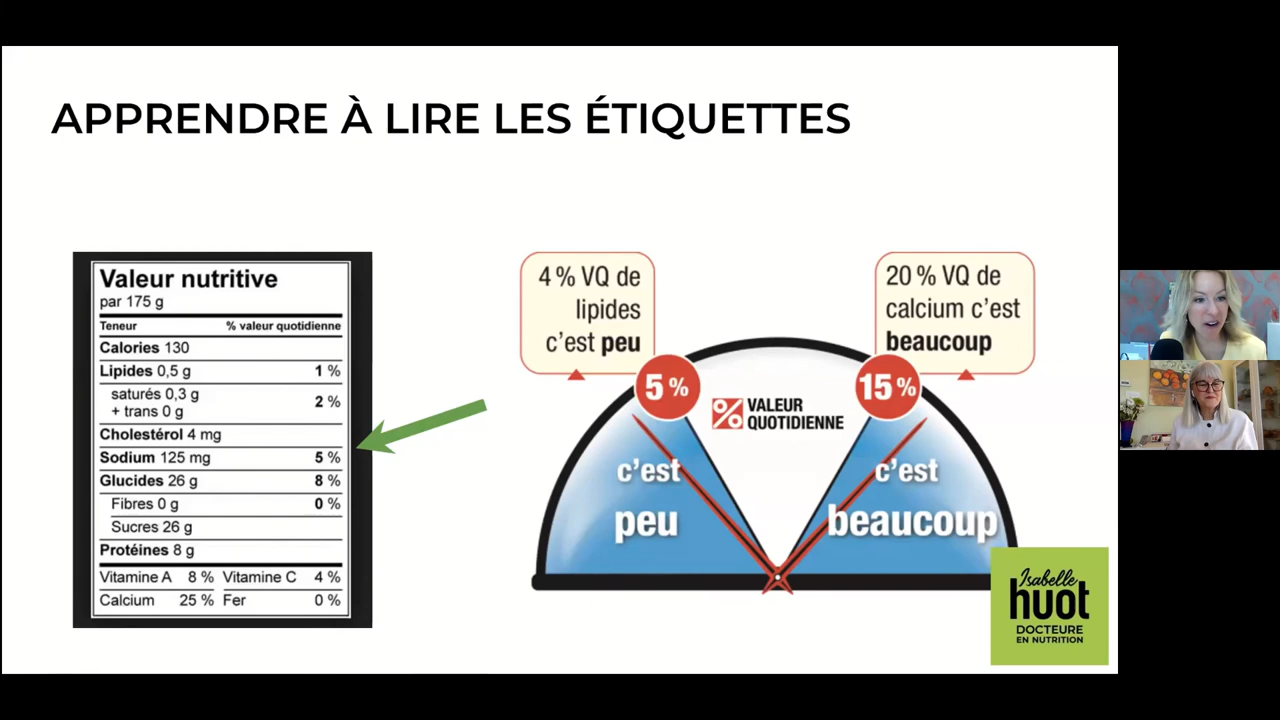 APPRENDRE À LIRE LES ÉTIQUETTES
Valeur nutritive
par 175 g
Teneur % valeur quotidienne
Calories 130
Lipides 0,5 g 1 %
saturés 0,3 g
+ trans 0 g 2 %
Cholestérol 4 mg
Sodium 125 mg 5 %
Glucides 26 g 8 %
Fibres 0 g 0 %
Sucres 26 g
Protéines 8 g
Vitamine A 8 % Vitamine C 4 %
Calcium 25 % Fer 0 %
4 % VQ de
lipides
c'est peu
20 % VQ de
calcium c'est
beaucoup
5 %
15 %
% VALEUR
QUOTIDIENNE
c'est
peu
c'est
beaucoup
Isabelle
huot
DOCTEURE
EN NUTRITION